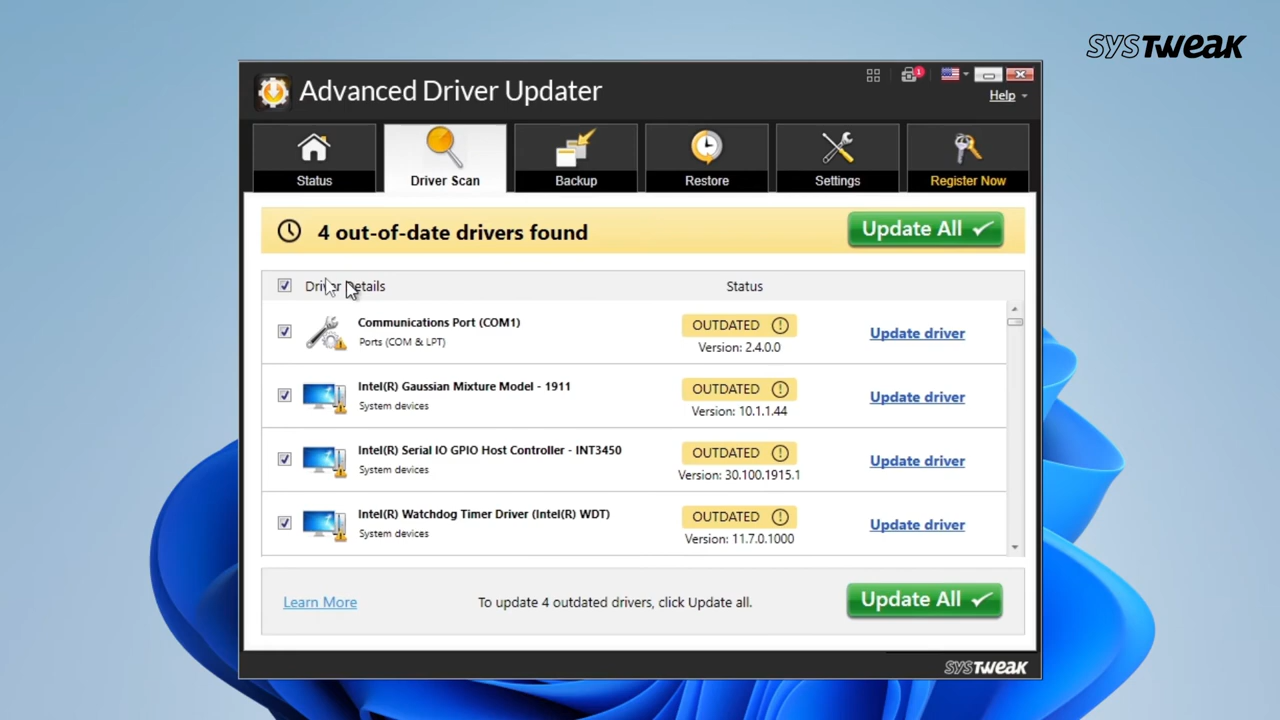 SYSTWEAK
Advanced Driver Updater
1
Help
Status
Driver Scan
Backup
Restore
Settings
Register Now
4 out-of-date drivers found
Update All
Driver Details
Status
Communications Port (COM1)
Ports (COM & LPT)
OUTDATED
Version: 2.4.0.0
Update driver
Intel(R) Gaussian Mixture Model - 1911
System devices
OUTDATED
Version: 10.1.1.44
Update driver
Intel(R) Serial IO GPIO Host Controller - INT3450
System devices
OUTDATED
Version: 30.100.1915.1
Update driver
Intel(R) Watchdog Timer Driver (Intel(R) WDT)
System devices
OUTDATED
Version: 11.7.0.1000
Update driver
Learn More
To update 4 outdated drivers, click Update all.
Update All
SYSTWEAK